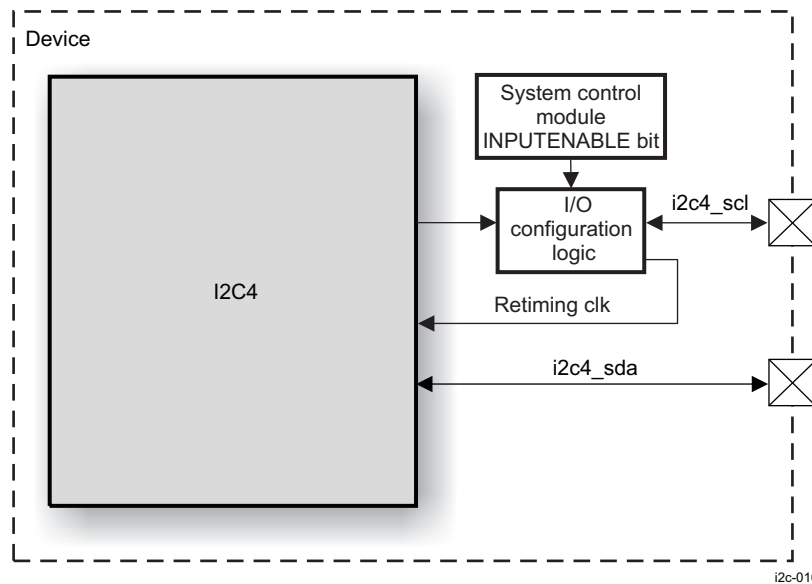 Device
System control
module
INPUTENABLE bit
I/O
configuration
logic
i2c4_scl
I2C4
Retiming clk
i2c4_sda